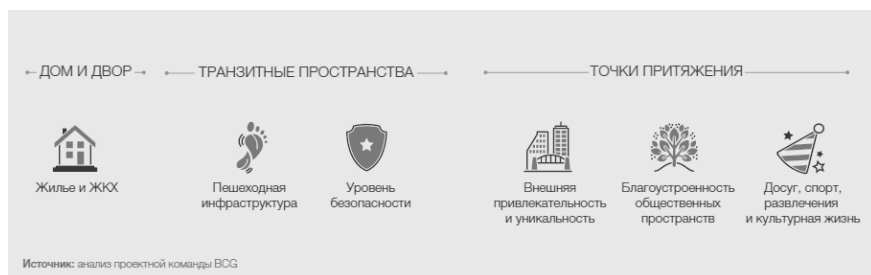 ДОМ И ДВОР
ТРАНЗИТНЫЕ ПРОСТРАНСТВА
ТОЧКИ ПРИТЯЖЕНИЯ
Жилье и ЖКХ
Пешеходная
инфраструктура
Уровень
безопасности
Внешняя
привлекательность
и уникальность
Благоустроенность
общественных
пространств
Досуг, спорт,
развлечения
и культурная жизнь
Источник: анализ проектной команды BCG